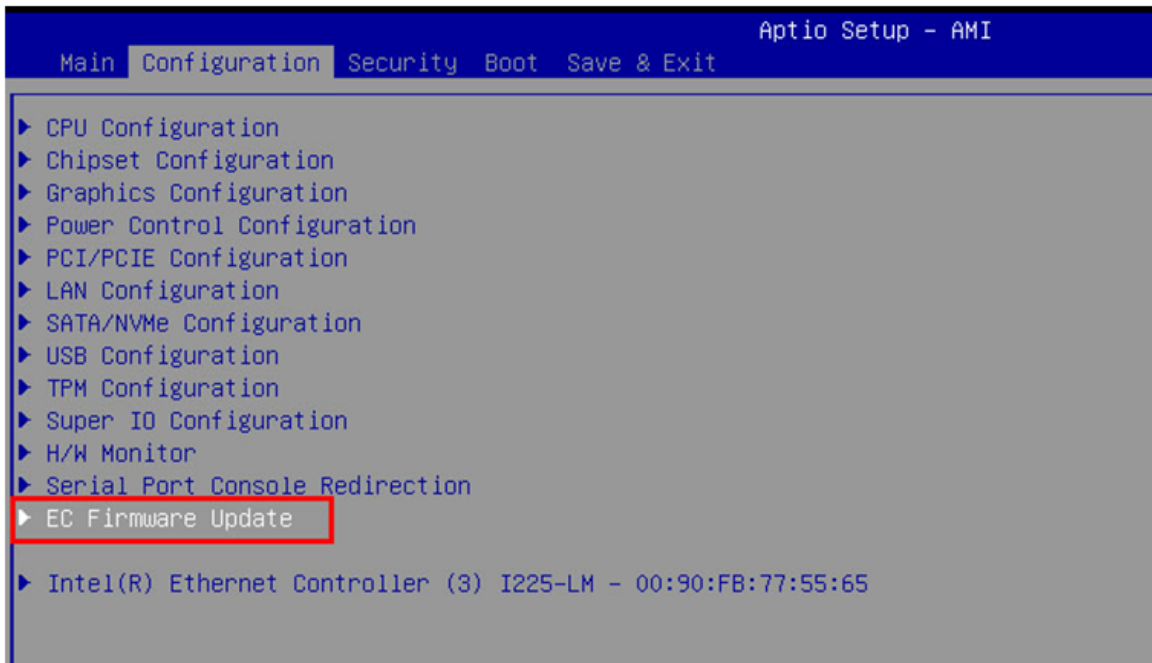 Aptio Setup – AMI
Main Configuration Security Boot Save & Exit
CPU Configuration
Chipset Configuration
Graphics Configuration
Power Control Configuration
PCI/PCIE Configuration
LAN Configuration
SATA/NVMe Configuration
USB Configuration
TPM Configuration
Super IO Configuration
H/W Monitor
Serial Port Console Redirection
EC Firmware Update
Intel(R) Ethernet Controller (3) I225-LM – 00:90:FB:77:55:65